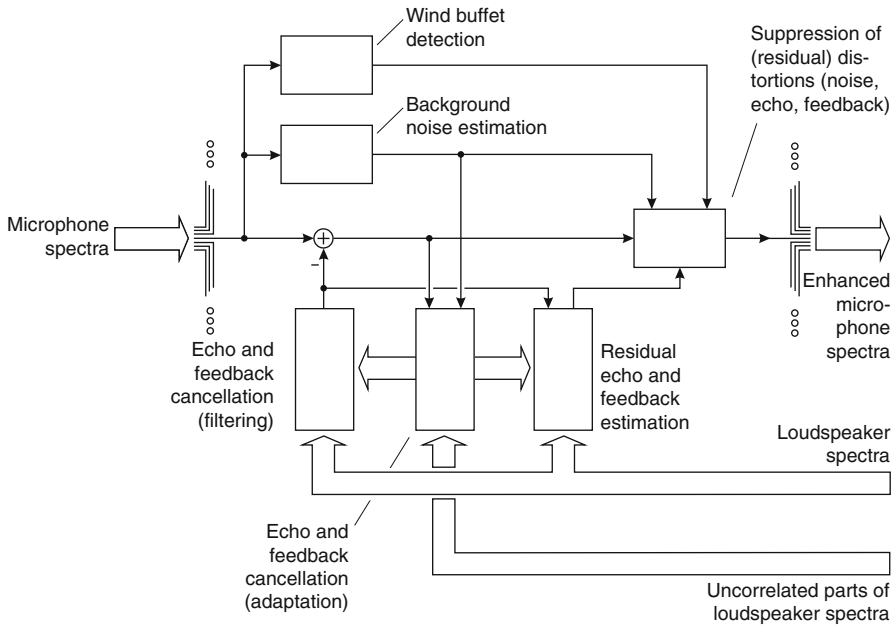 Wind buffet
detection
Suppression of
(residual) dis-
tortions (noise,
echo, feedback)
Background
noise estimation
Microphone
spectra
+
–
Enhanced
micro-
phone
spectra
Echo and
feedback
cancellation
(filtering)
Residual
echo and
feedback
estimation
Loudspeaker
spectra
Echo and
feedback
cancellation
(adaptation)
Uncorrelated parts of
loudspeaker spectra